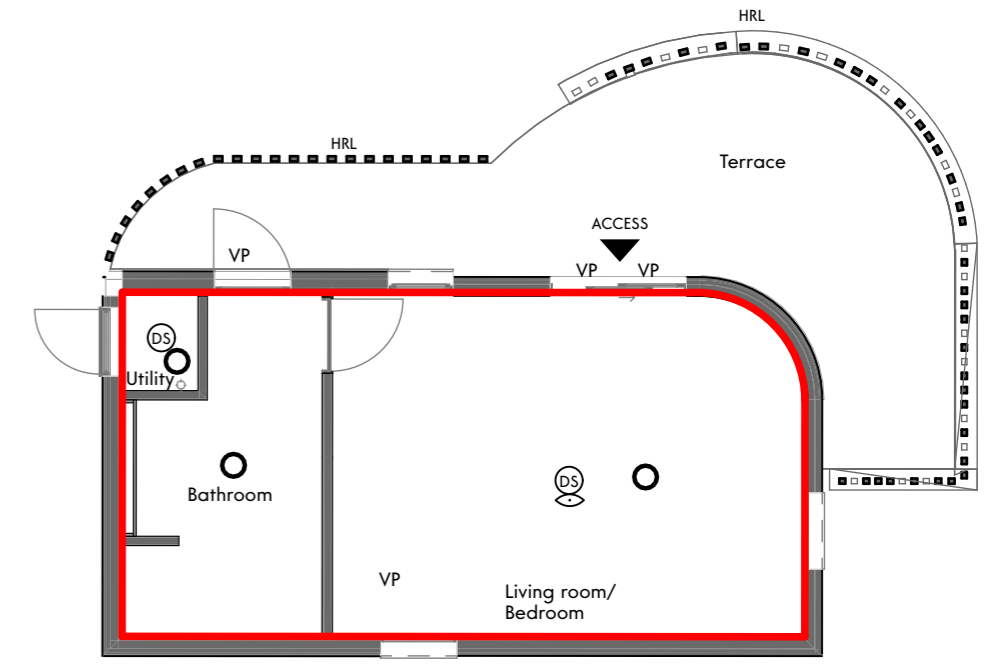 HRL
HRL
Terrace
ACCESS
VP
VP
VP
DS
Utility
DS
Bathroom
VP
Living room/
Bedroom